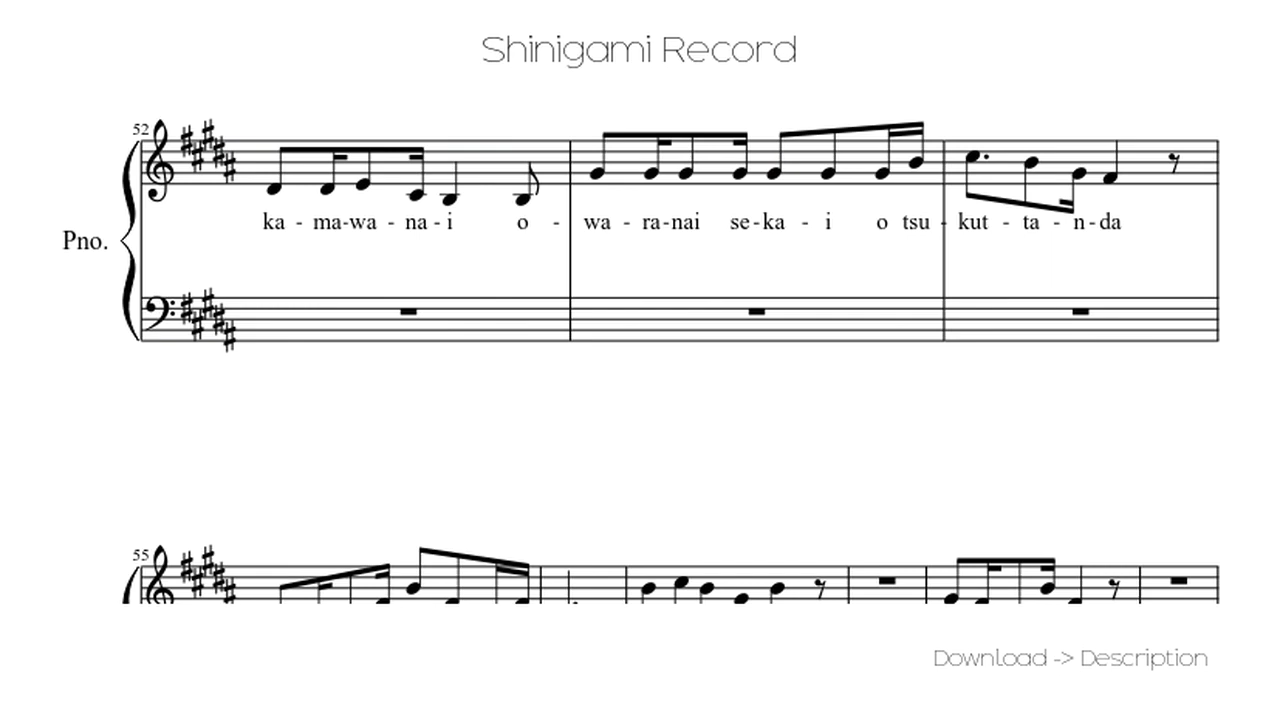 Shinigami Record
52
Pno.
ka - ma-wa - na - i o - wa - ra-nai se-ka - i o tsu - kut - ta - n-da
55
Download -> Description